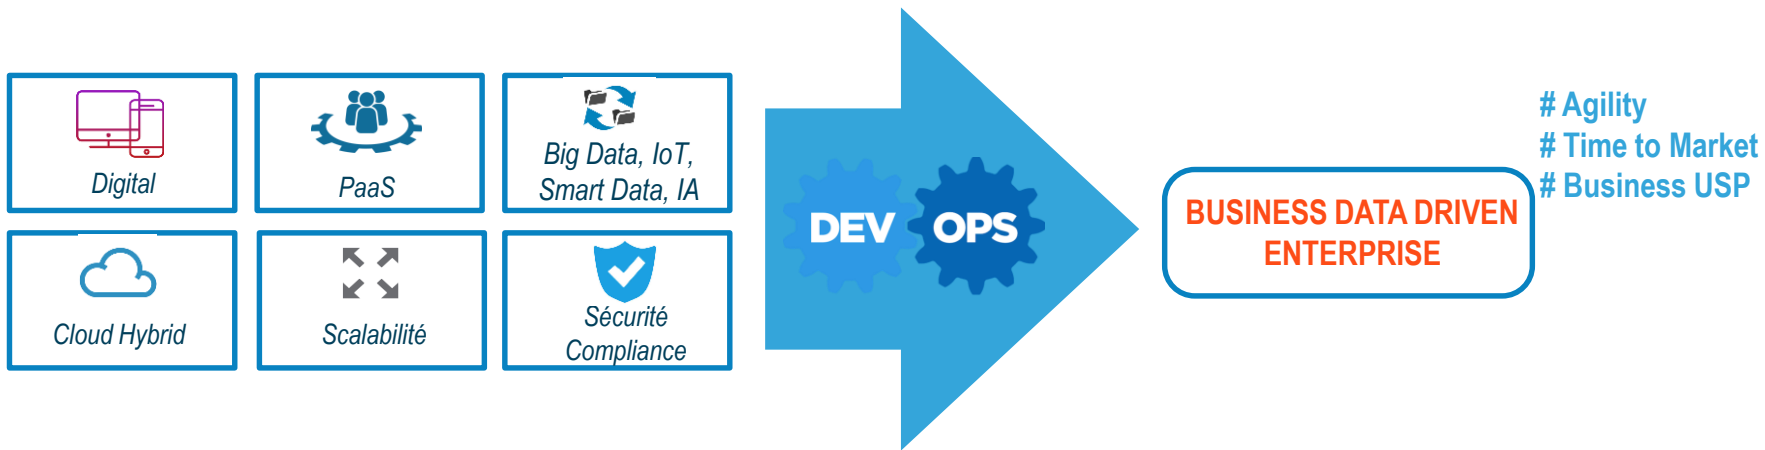 Digital
PaaS
Big Data, IoT,
Smart Data, IA
Cloud Hybrid
Scalabilité
Sécurité
Compliance
DEV OPS
BUSINESS DATA DRIVEN
ENTERPRISE
# Agility
# Time to Market
# Business USP